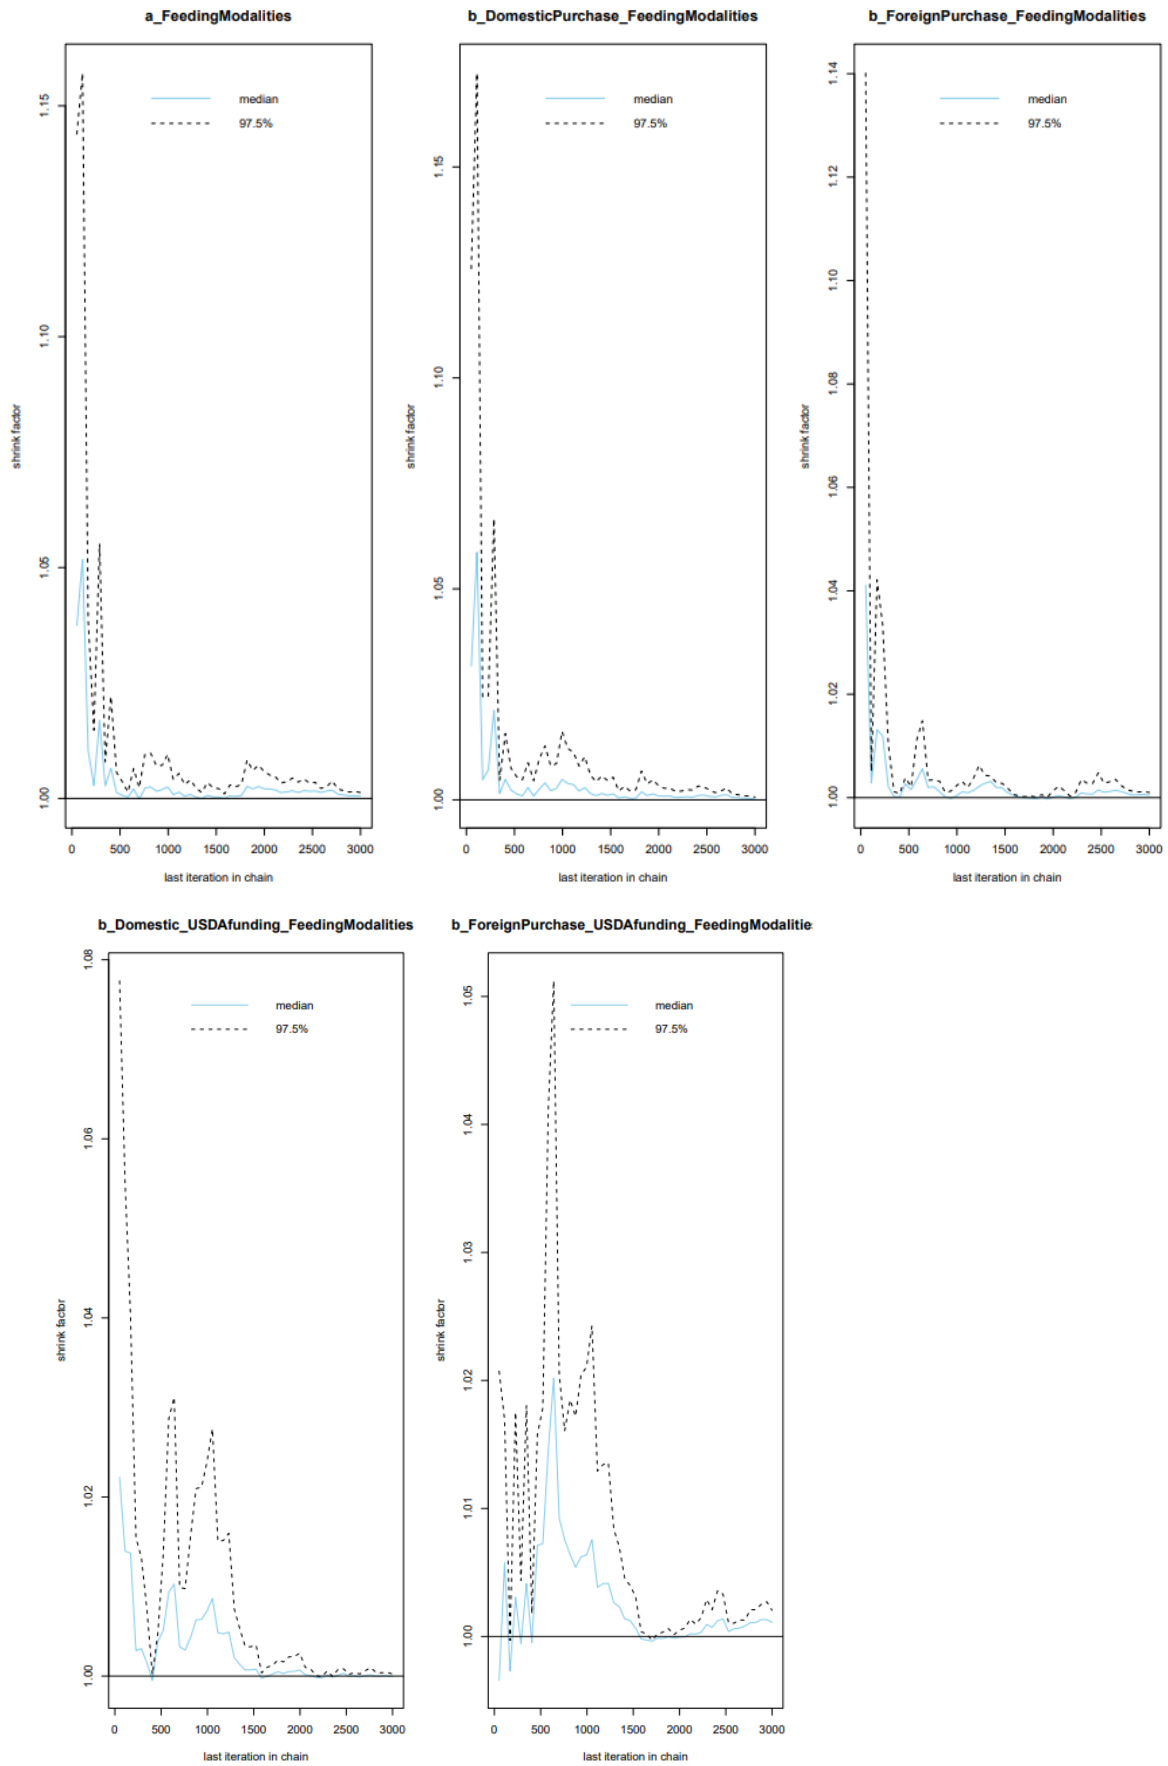 a_FeedingModalities
median
97.5%
1.15
1.10
1.05
1.00
shrink factor
0 500 1000 1500 2000 2500 3000
last iteration in chain
b_DomesticPurchase_FeedingModalities
median
97.5%
1.15
1.10
1.05
1.00
shrink factor
0 500 1000 1500 2000 2500 3000
last iteration in chain
b_ForeignPurchase_FeedingModalities
median
97.5%
1.14
1.12
1.10
1.08
1.06
1.04
1.02
1.00
shrink factor
0 500 1000 1500 2000 2500 3000
last iteration in chain
b_Domestic_USDAfunding_FeedingModalities
median
97.5%
1.08
1.06
1.04
1.02
1.00
shrink factor
0 500 1000 1500 2000 2500 3000
last iteration in chain
b_ForeignPurchase_USDAfunding_FeedingModalitie
median
97.5%
1.05
1.04
1.03
1.02
1.01
1.00
shrink factor
0 500 1000 1500 2000 2500 3000
last iteration in chain